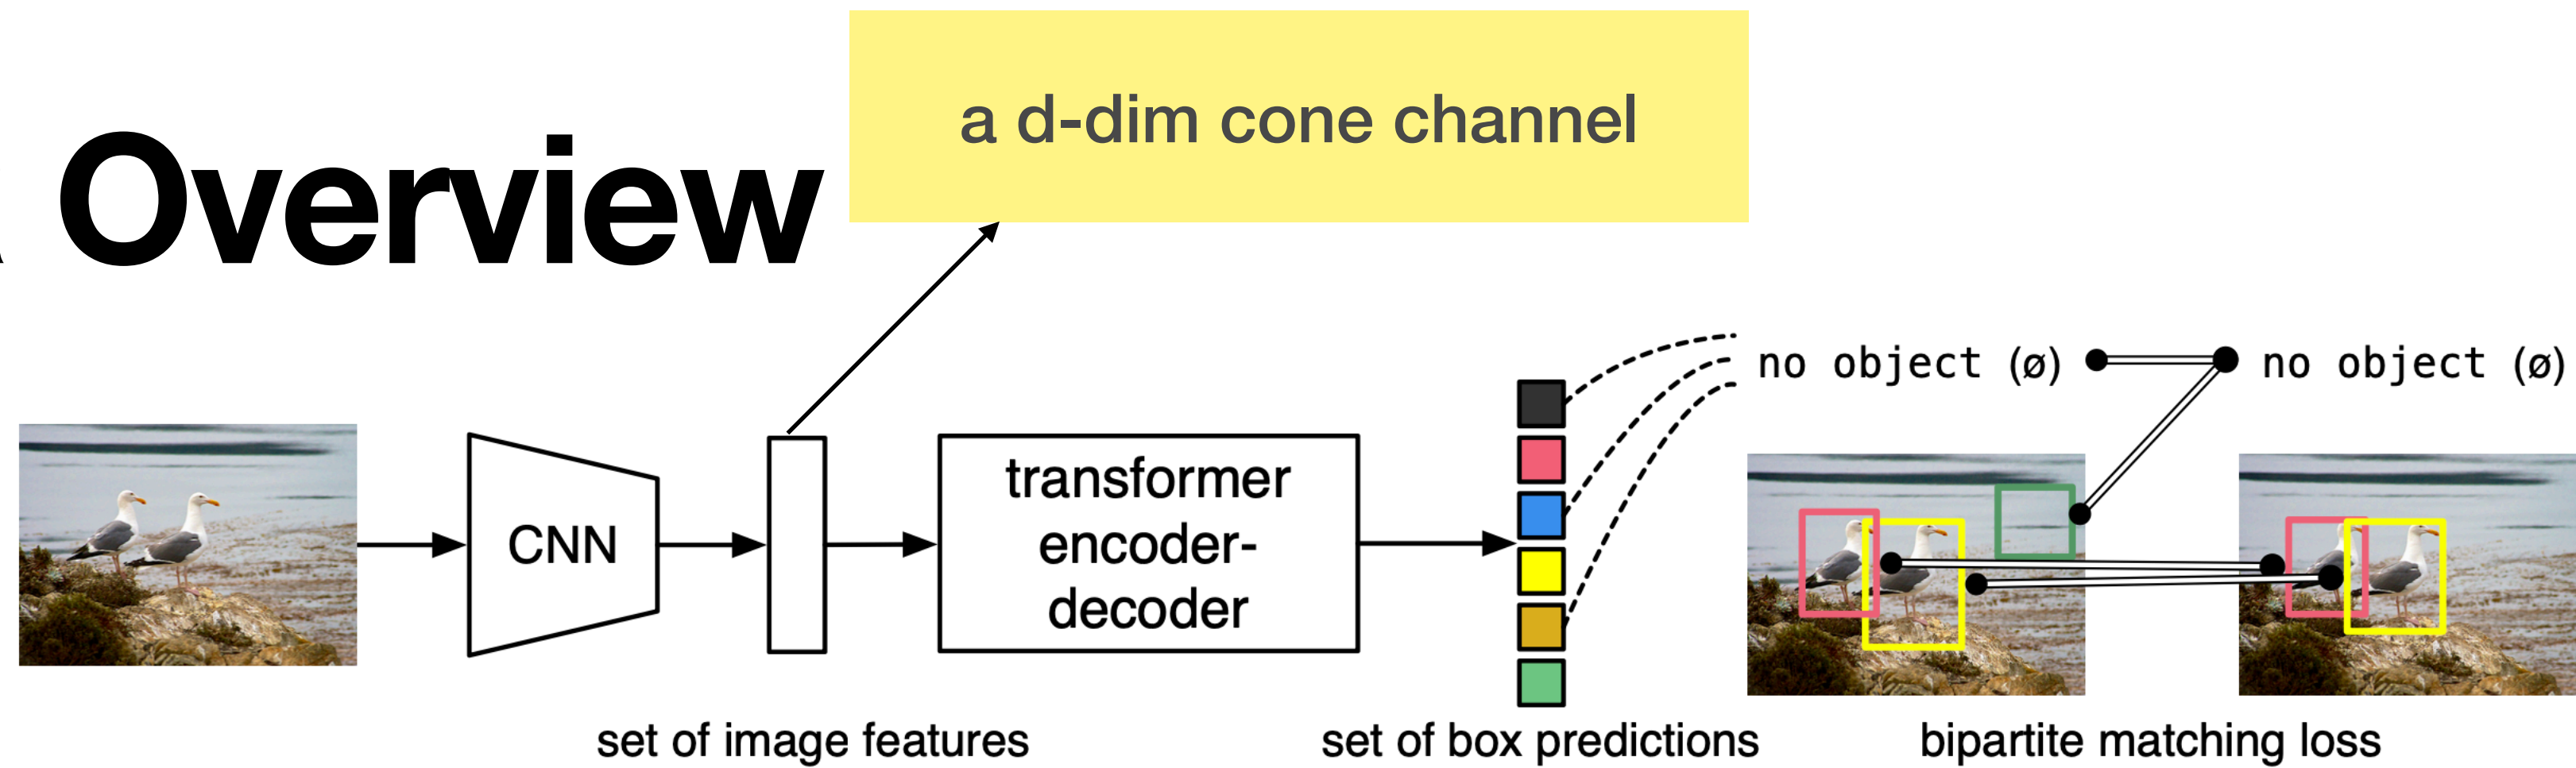 a d-dim cone channel
Overview
no object (ø)
no object (ø)
CNN
transformer
encoder-
decoder
set of image features
set of box predictions
bipartite matching loss